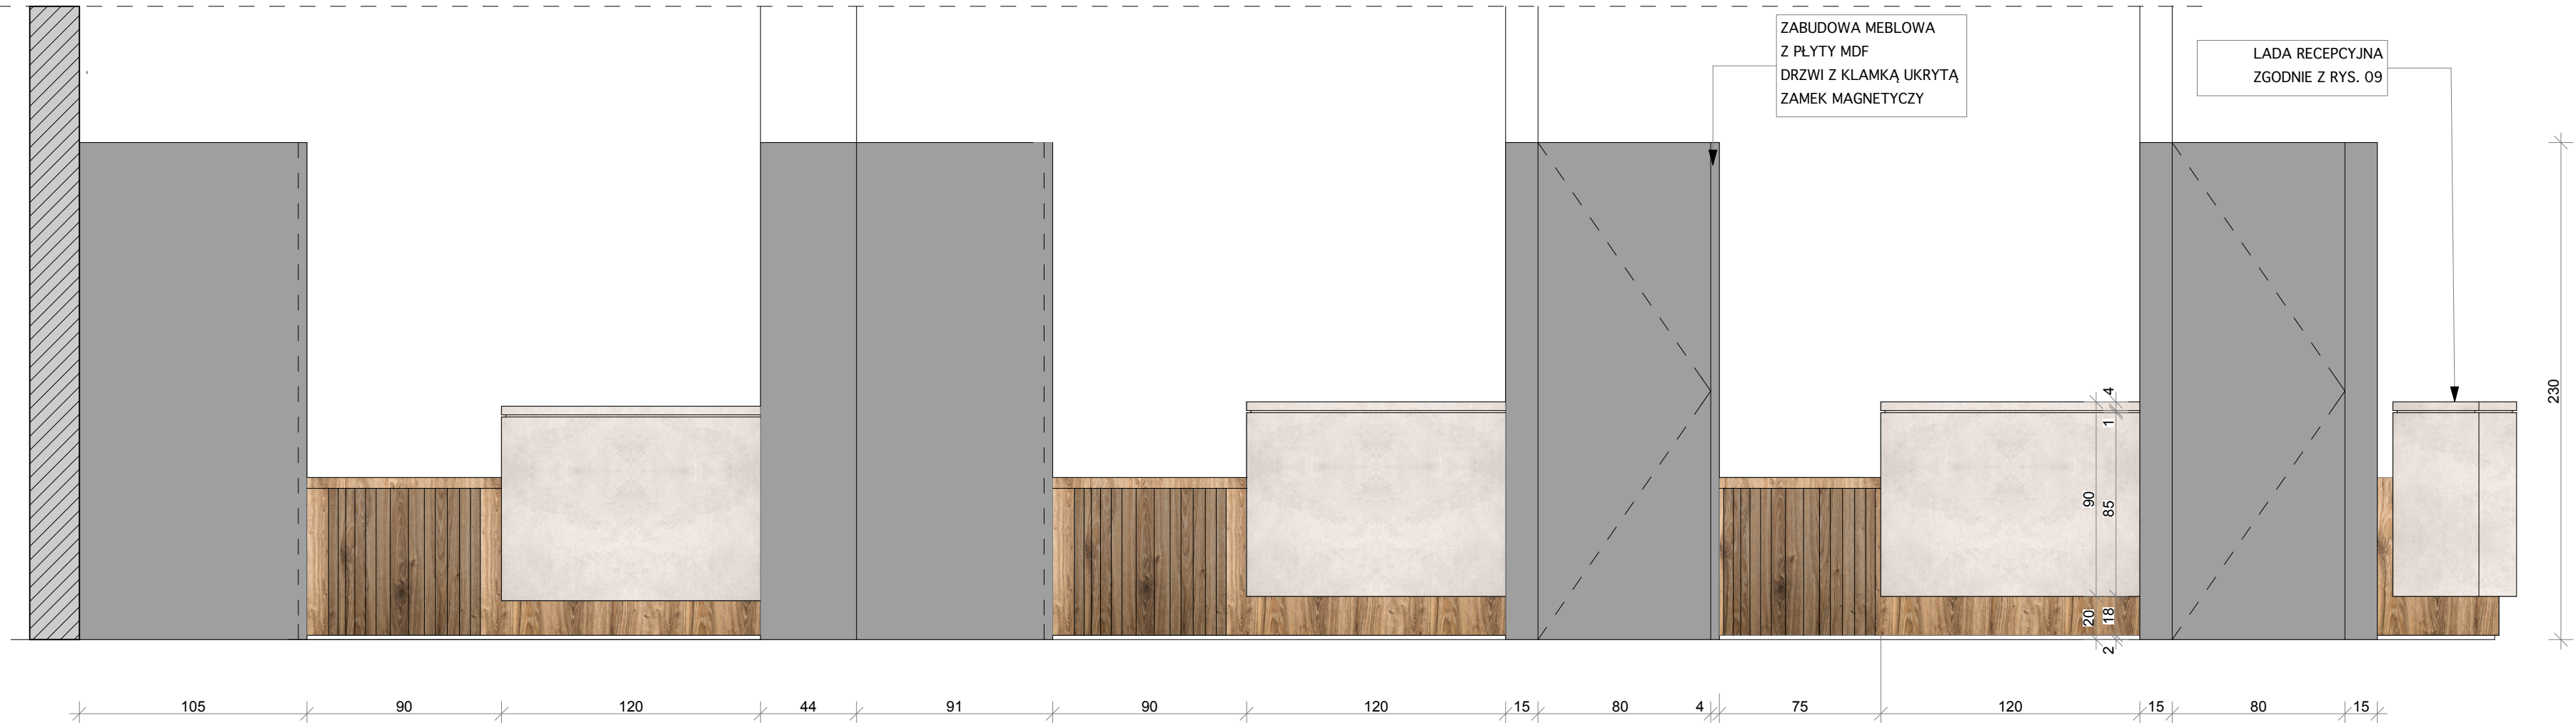 ZABUDOWA MEBLOWA
Z PŁYTY MDF
DRZWI Z KLAMKĄ UKRYTĄ
ZAMEK MAGNETYCZY
LADA RECEPCYJNA
ZGODNIE Z RYS. 09
230
4
1
90
85
20
18
2
105 90 120 44 91 90 120 15 80 4 75 120 15 80 15